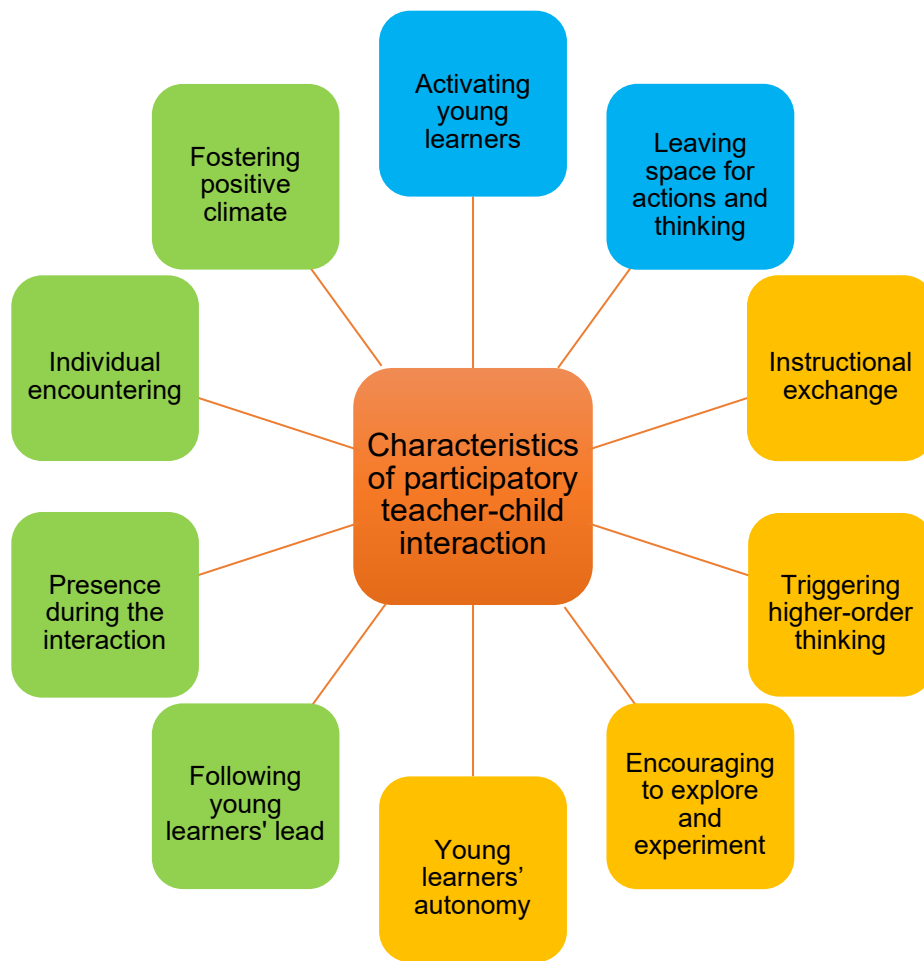 Activating
young
learners
Leaving
space for
actions and
thinking
Instructional
exchange
Triggering
higher-order
thinking
Encouraging
to explore
and
experiment
Young
learners’
autonomy
Following
young
learners' lead
Presence
during the
interaction
Individual
encountering
Fostering
positive
climate
Characteristics
of participatory
teacher-child
interaction